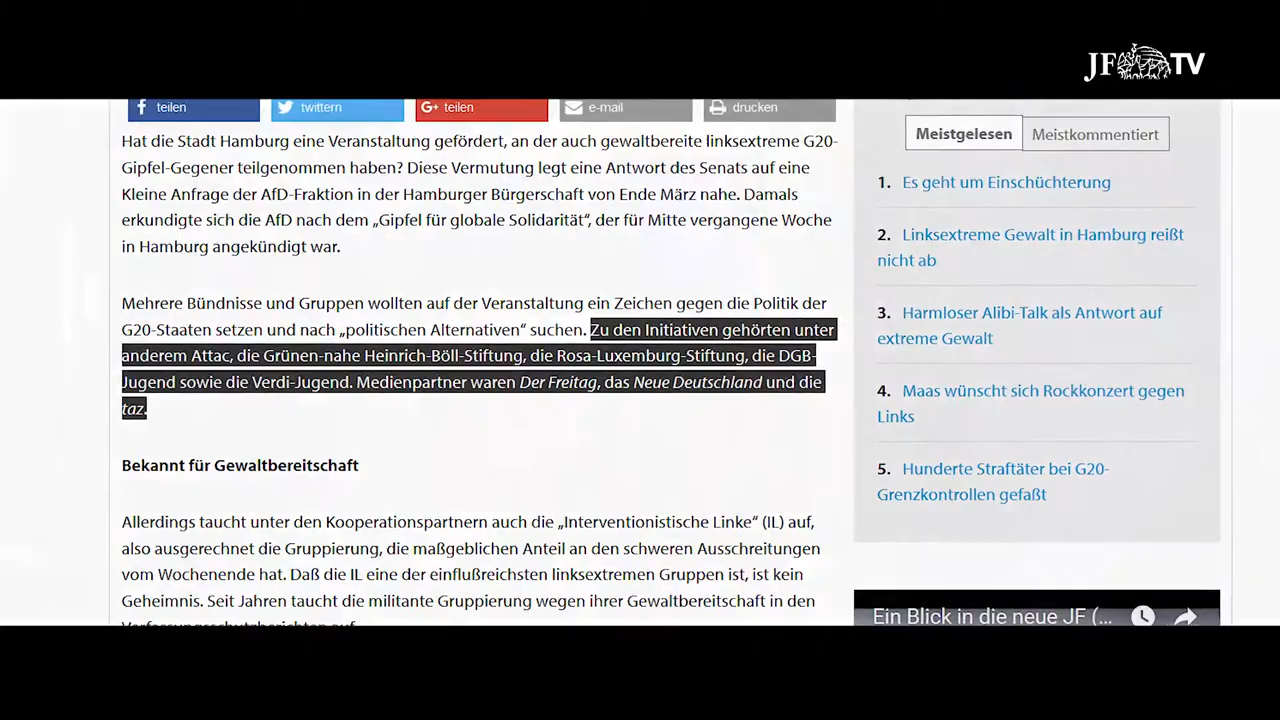 JF TV
teilen
twittern
G+ teilen
e-mail
drucken
Hat die Stadt Hamburg eine Veranstaltung gefördert, an der auch gewaltbereite linksextreme G20-
Gipfel-Gegener teilgenommen haben? Diese Vermutung legt eine Antwort des Senats auf eine
Kleine Anfrage der AfD-Fraktion in der Hamburger Bürgerschaft von Ende März nahe. Damals
erkundigte sich die AfD nach dem „Gipfel für globale Solidarität“, der für Mitte vergangene Woche
in Hamburg angekündigt war.
Mehrere Bündnisse und Gruppen wollten auf der Veranstaltung ein Zeichen gegen die Politik der
G20-Staaten setzen und nach „politischen Alternativen“ suchen. Zu den Initiativen gehörten unter
anderem Attac, die Grünen-nahe Heinrich-Böll-Stiftung, die Rosa-Luxemburg-Stiftung, die DGB-
Jugend sowie die Verdi-Jugend. Medienpartner waren Der Freitag, das Neue Deutschland und die
taz.
Bekannt für Gewaltbereitschaft
Allerdings taucht unter den Kooperationspartnern auch die „Interventionistische Linke“ (IL) auf,
also ausgerechnet die Gruppierung, die maßgeblichen Anteil an den schweren Ausschreitungen
vom Wochenende hat. Daß die IL eine der einflußreichsten linksextremen Gruppen ist, ist kein
Geheimnis. Seit Jahren taucht die militante Gruppierung wegen ihrer Gewaltbereitschaft in den
Verfassungsschutzberichten auf.
Meistgelesen
Meistkommentiert
1. Es geht um Einschüchterung
2. Linksextreme Gewalt in Hamburg reißt
nicht ab
3. Harmloser Alibi-Talk als Antwort auf
extreme Gewalt
4. Maas wünscht sich Rockkonzert gegen
Links
5. Hunderte Straftäter bei G20-
Grenzkontrollen gefaßt
Ein Blick in die neue JF (...